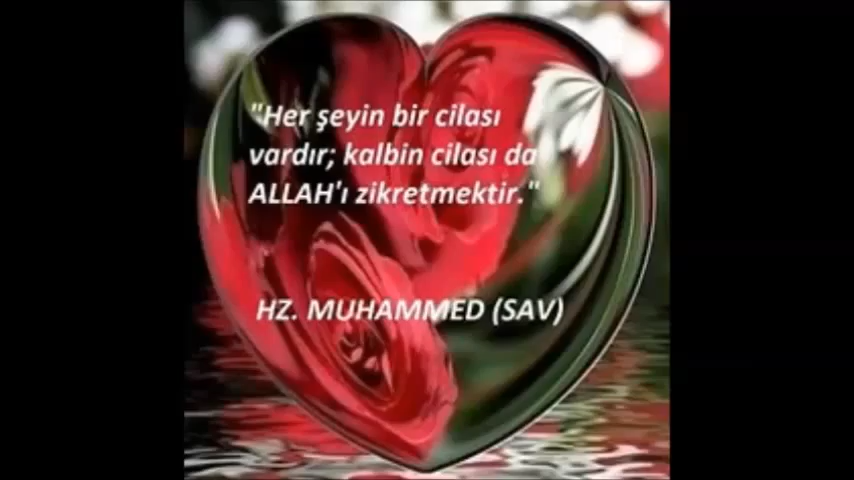 "Her şeyin bir cilası
vardır; kalbin cilası da
ALLAH'ı zikretmektir."
HZ. MUHAMMED (SAV)